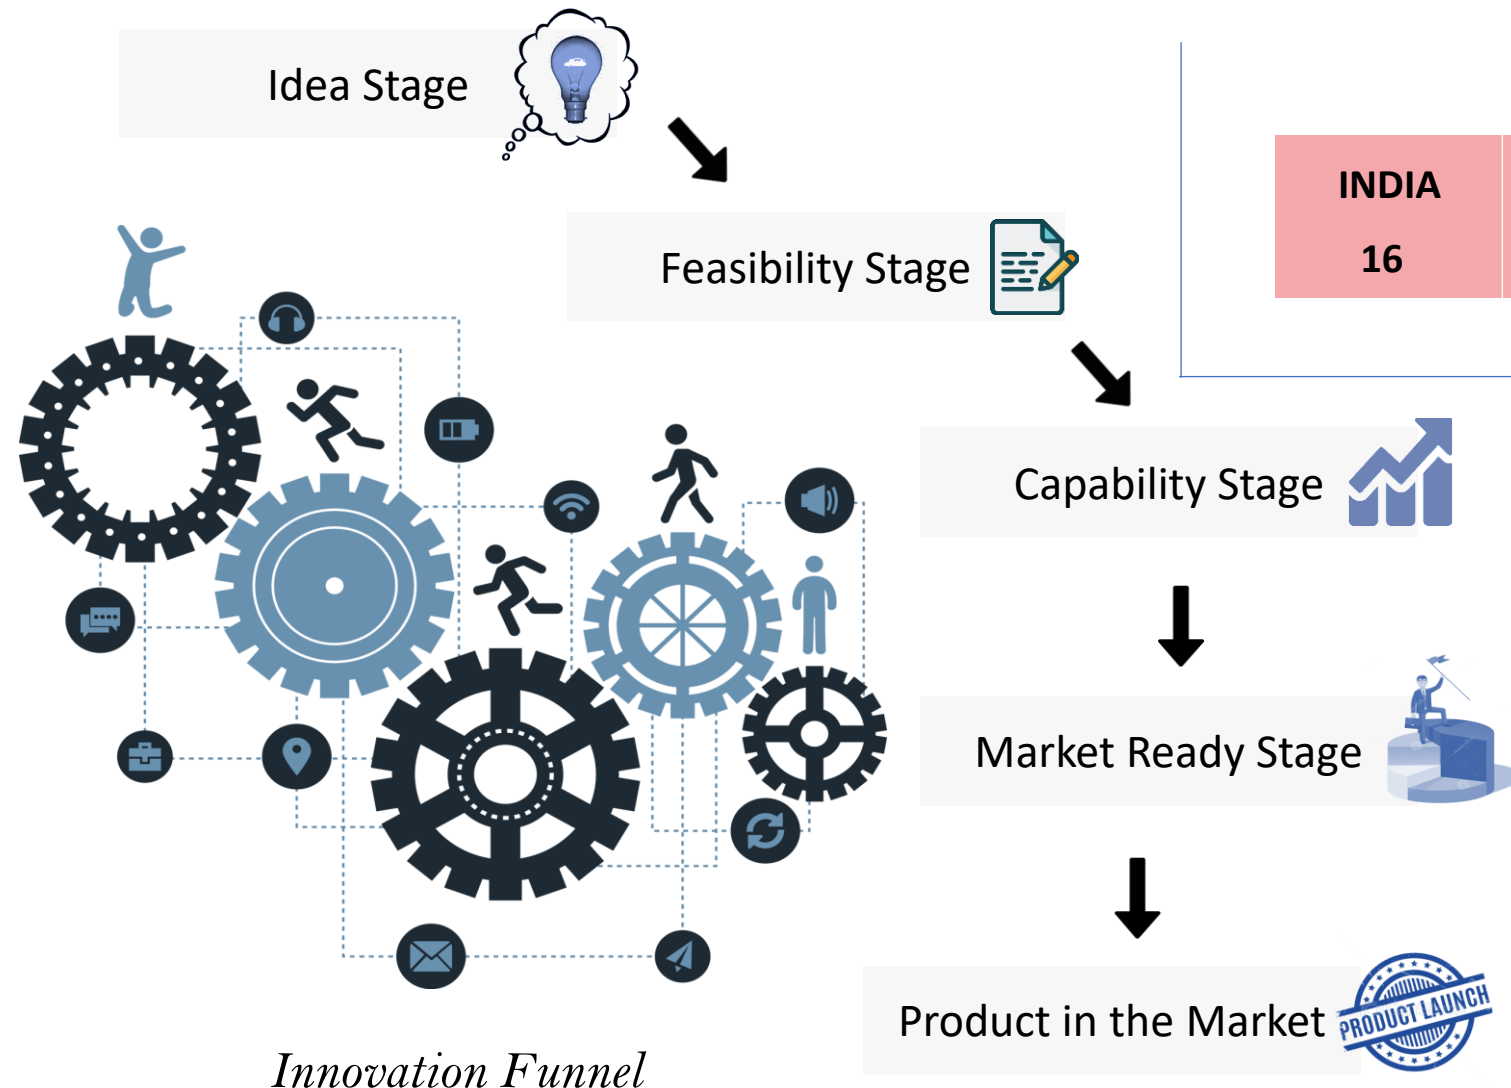 Idea Stage
INDIA
16
Feasibility Stage
Capability Stage
Market Ready Stage
Product in the Market
PRODUCT LAUNCH
Innovation Funnel